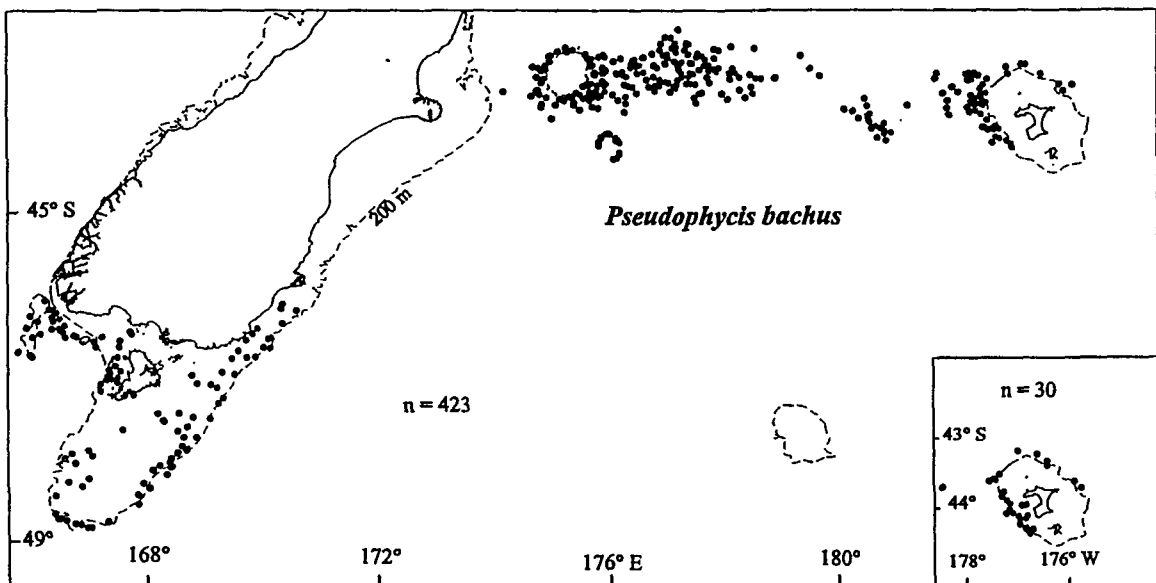 45° S
200 m
Pseudophycis bachus
n = 423
n = 30
43° S
44°
49°
168°
172°
176° E
180°
178°
176° W